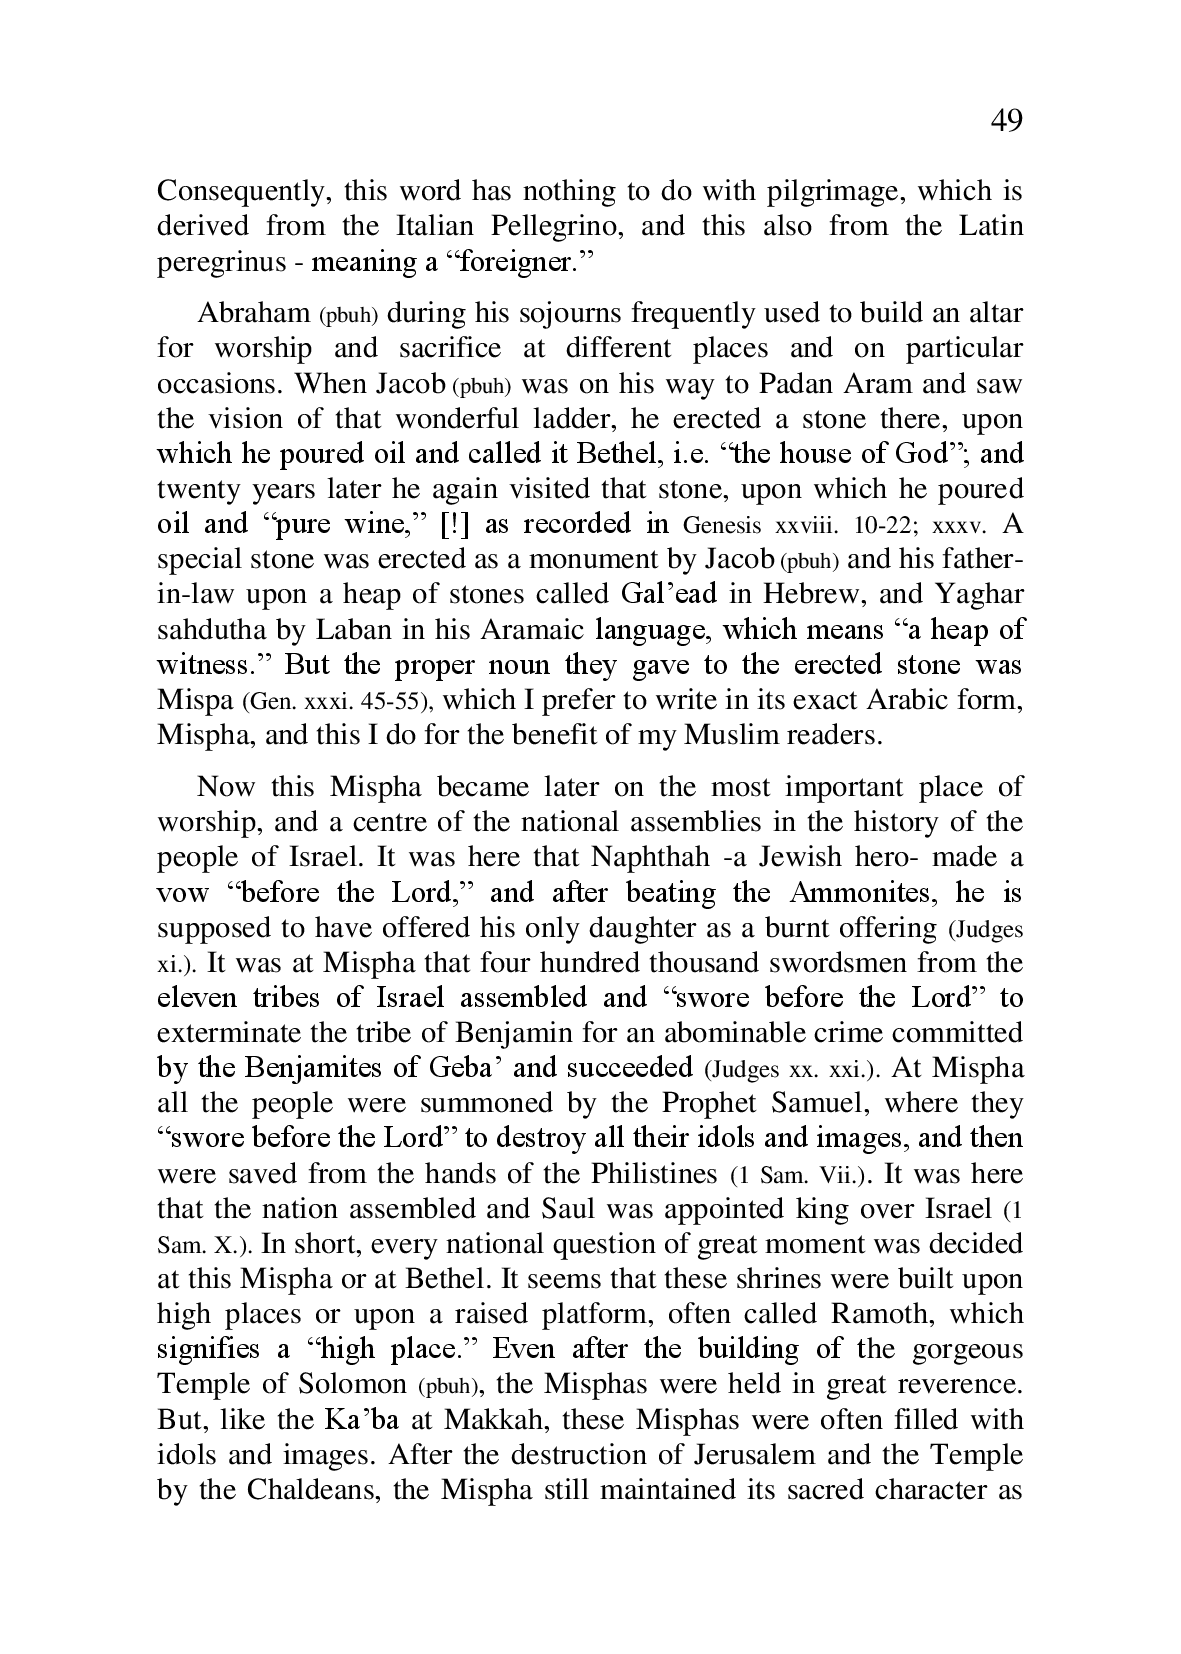 49
Consequently, this word has nothing to do with pilgrimage, which is
derived from the Italian Pellegrino, and this also from the Latin
peregrinus - meaning a “foreigner.”
Abraham (pbuh) during his sojourns frequently used to build an altar
for worship and sacrifice at different places and on particular
occasions. When Jacob (pbuh) was on his way to Padan Aram and saw
the vision of that wonderful ladder, he erected a stone there, upon
which he poured oil and called it Bethel, i.e. “the house of God”; and
twenty years later he again visited that stone, upon which he poured
oil and “pure wine,” [!] as recorded in Genesis xxviii. 10-22; xxxv. A
special stone was erected as a monument by Jacob (pbuh) and his father-
in-law upon a heap of stones called Gal’ead in Hebrew, and Yaghar
sahdutha by Laban in his Aramaic language, which means “a heap of
witness.” But the proper noun they gave to the erected stone was
Mispa (Gen. xxxi. 45-55), which I prefer to write in its exact Arabic form,
Mispha, and this I do for the benefit of my Muslim readers.
Now this Mispha became later on the most important place of
worship, and a centre of the national assemblies in the history of the
people of Israel. It was here that Naphthah -a Jewish hero- made a
vow “before the Lord,” and after beating the Ammonites, he is
supposed to have offered his only daughter as a burnt offering (Judges
xi.). It was at Mispha that four hundred thousand swordsmen from the
eleven tribes of Israel assembled and “swore before the Lord” to
exterminate the tribe of Benjamin for an abominable crime committed
by the Benjamites of Geba’ and succeeded (Judges xx. xxi.). At Mispha
all the people were summoned by the Prophet Samuel, where they
“swore before the Lord” to destroy all their idols and images, and then
were saved from the hands of the Philistines (1 Sam. Vii.). It was here
that the nation assembled and Saul was appointed king over Israel (1
Sam. X.). In short, every national question of great moment was decided
at this Mispha or at Bethel. It seems that these shrines were built upon
high places or upon a raised platform, often called Ramoth, which
signifies a “high place.” Even after the building of the gorgeous
Temple of Solomon (pbuh), the Misphas were held in great reverence.
But, like the Ka’ba at Makkah, these Misphas were often filled with
idols and images. After the destruction of Jerusalem and the Temple
by the Chaldeans, the Mispha still maintained its sacred character as